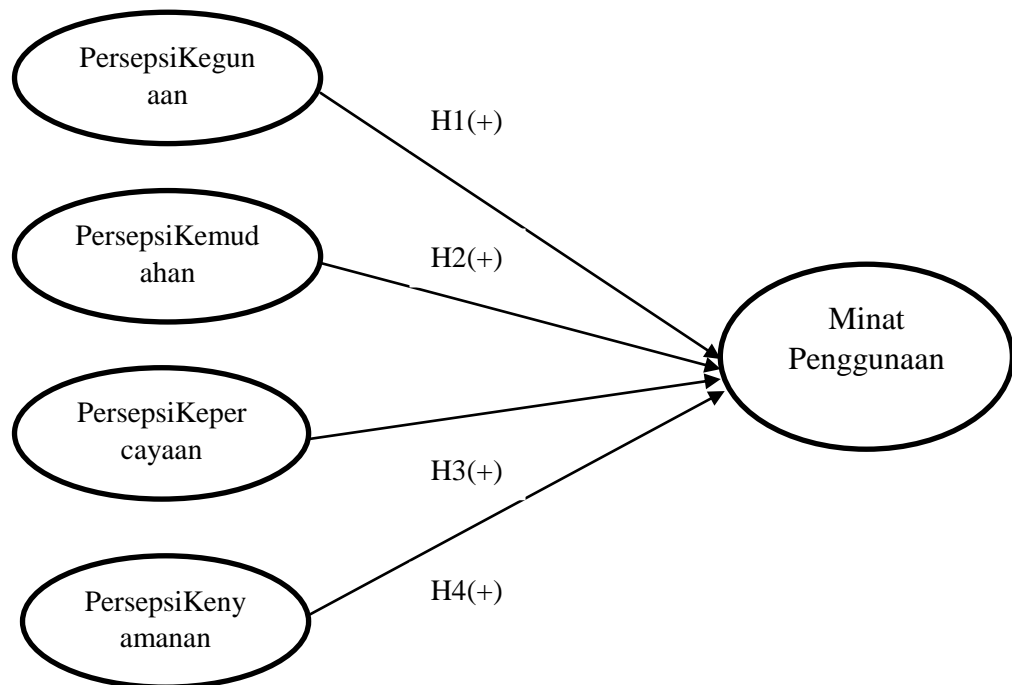 PersepsiKegun
aan
H1(+)
PersepsiKemud
ahan
H2(+)
Minat
Penggunaan
PersepsiKeper
cayaan
H3(+)
PersepsiKeny
amanan
H4(+)